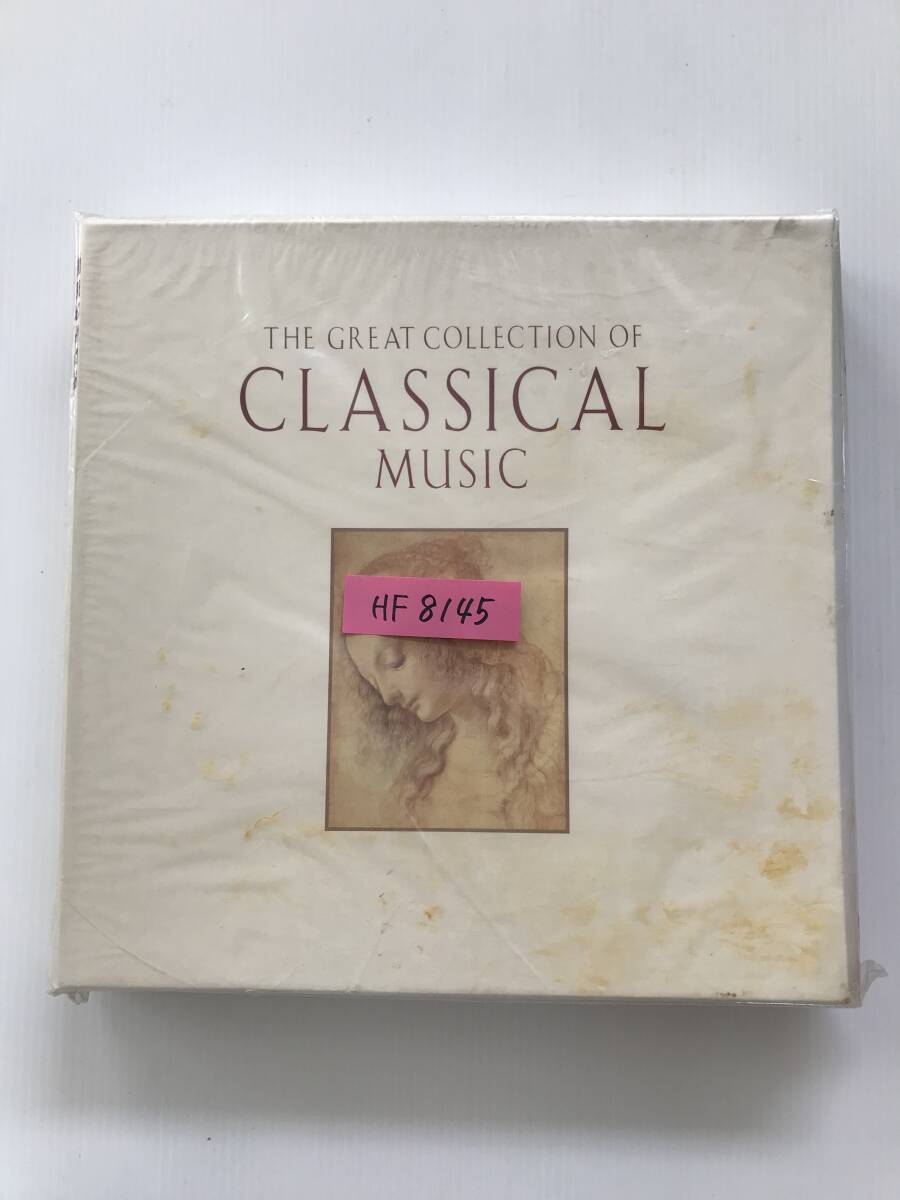 THE GREAT COLLECTION OF
CLASSICAL
MUSIC
HF 8145